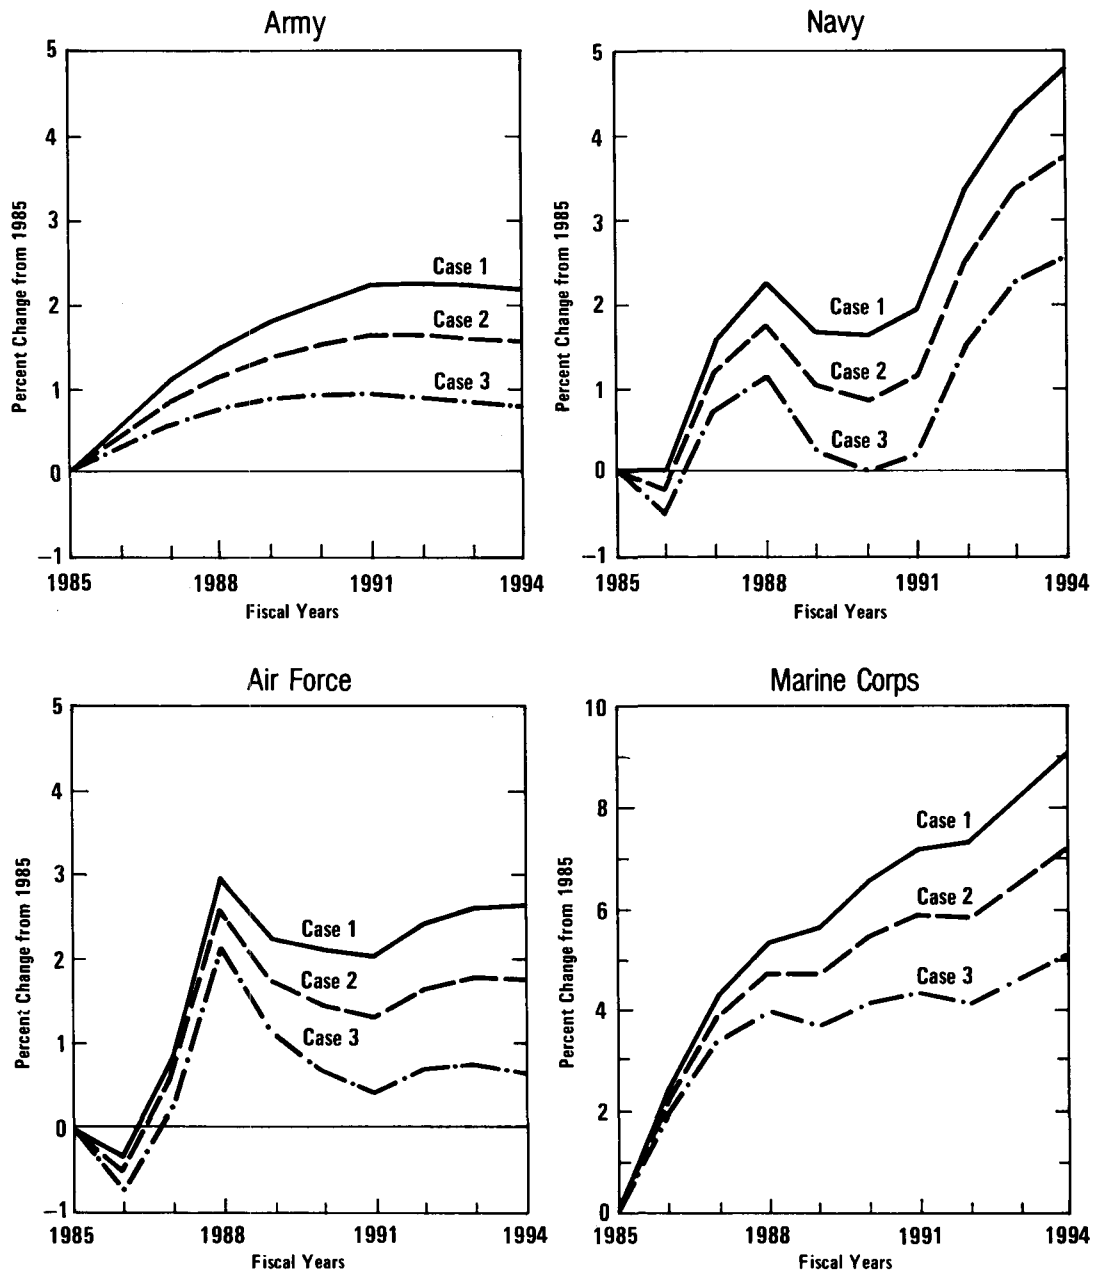 Army
5
4
3
2
1
0
−1
Percent Change from 1985
Case 1
Case 2
Case 3
1985 1988 1991 1994
Fiscal Years
Navy
5
4
3
2
1
0
−1
Percent Change from 1985
Case 1
Case 2
Case 3
1985 1988 1991 1994
Fiscal Years
Air Force
5
4
3
2
1
0
−1
Percent Change from 1985
Case 1
Case 2
Case 3
1985 1988 1991 1994
Fiscal Years
Marine Corps
10
8
6
4
2
0
Percent Change from 1985
Case 1
Case 2
Case 3
1985 1988 1991 1994
Fiscal Years